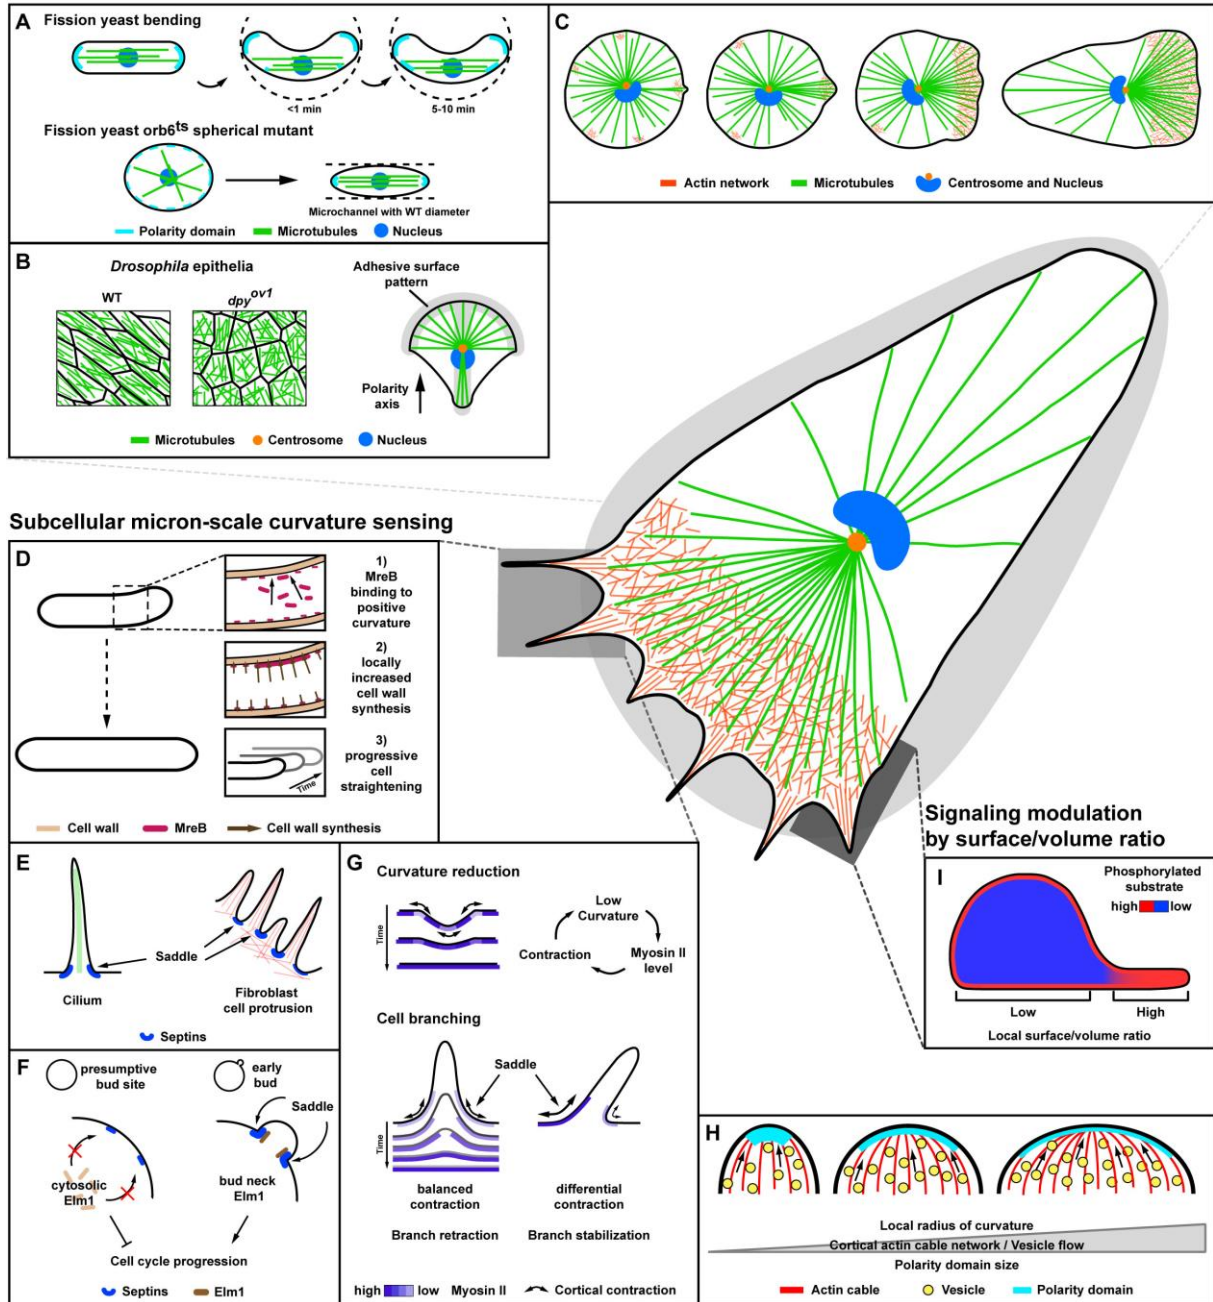 A
Fission yeast bending
<1 min
5-10 min
Fission yeast orb6ts spherical mutant
Microchannel with WT diameter
Polarity domain
Microtubules
Nucleus
B
Drosophila epithelia
WT
dpyov1
Adhesive surface
pattern
Polarity
axis
Microtubules
Centrosome
Nucleus
C
Actin network
Microtubules
Centrosome and Nucleus
Subcellular micron-scale curvature sensing
D
1)
MreB
binding to
positive
curvature
2)
locally
increased
cell wall
synthesis
3)
progressive
cell
straightening
Time
Cell wall
MreB
Cell wall synthesis
E
Saddle
Cilium
Fibroblast
cell protrusion
Septins
F
presumptive
bud site
early
bud
Saddle
cytosolic
Elm1
bud neck
Elm1
Cell cycle progression
Septins
Elm1
G
Curvature reduction
Time
Low
Curvature
Contraction
Myosin II
level
Cell branching
Saddle
Time
balanced
contraction
differential
contraction
Branch retraction
Branch stabilization
high
low
Myosin II
Cortical contraction
Signaling modulation
by surface/volume ratio
I
Phosphorylated
substrate
high
low
Low
High
Local surface/volume ratio
H
Local radius of curvature
Cortical actin cable network / Vesicle flow
Polarity domain size
Actin cable
Vesicle
Polarity domain